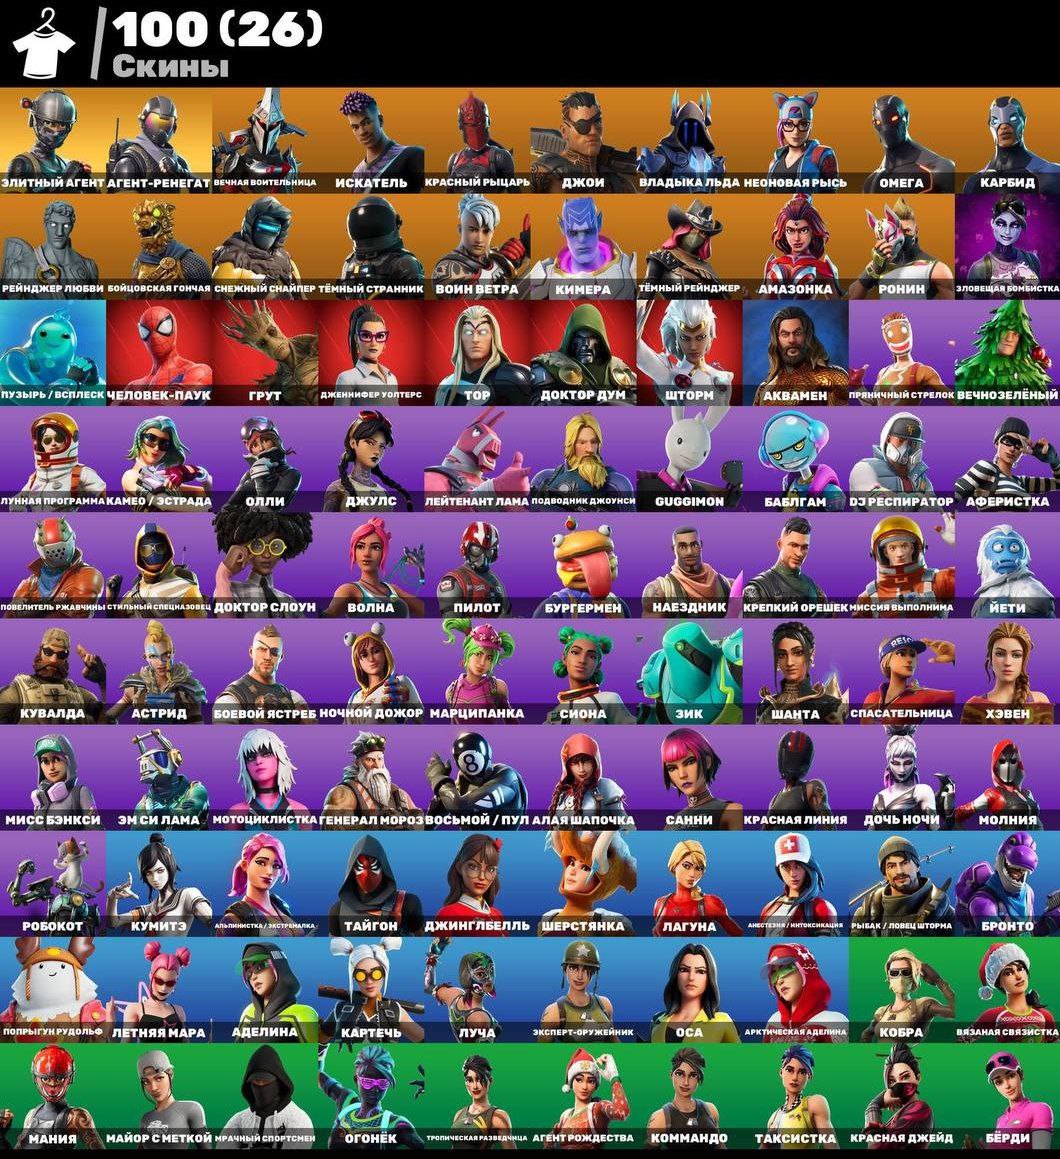 100 (26)
Скины
ЭЛИТНЫЙ АГЕНТ
АГЕНТ-РЕНЕГАТ
ВЕЧНАЯ ВОИТЕЛЬНИЦА
ИСКАТЕЛЬ
КРАСНЫЙ РЫЦАРЬ
ДЖОИ
ВЛАДЫКА ЛЬДА
НЕОНОВАЯ РЫСЬ
ОМЕГА
КАРБИД
РЕЙНДЖЕР ЛЮБВИ
БОЙЦОВСКАЯ ГОНЧАЯ
СНЕЖНЫЙ СНАЙПЕР
ТЁМНЫЙ СТРАННИК
ВОИН ВЕТРА
КИМЕРА
ТЁМНЫЙ РЕЙНДЖЕР
АМАЗОНКА
РОНИН
ЗЛОВЕЩАЯ БОМБИСТКА
ПУЗЫРЬ / ВСПЛЕСК
ЧЕЛОВЕК-ПАУК
ГРУТ
ДЖЕННИФЕР УОЛТЕРС
ТОР
ДОКТОР ДУМ
ШТОРМ
АКВАМЕН
ПРЯНИЧНЫЙ СТРЕЛОК
ВЕЧНОЗЕЛЁНЫЙ
ЛУННАЯ ПРОГРАММА
КАМЕО / ЭСТРАДА
ОЛЛИ
ДЖУЛС
ЛЕЙТЕНАНТ ЛАМА
ПОДВОДНИК ДЖОУНСИ
GUGGIMON
БАБЛГАМ
DJ РЕСПИРАТОР
АФЕРИСТКА
ПОВЕЛИТЕЛЬ РЖАВЧИНЫ
СТИЛЬНЫЙ СПЕЦНАЗОВЕЦ
ДОКТОР СЛОУН
ВОЛНА
ПИЛОТ
БУРГЕРМЕН
НАЕЗДНИК
КРЕПКИЙ ОРЕШЕК
МИССИЯ ВЫПОЛНИМА
ЙЕТИ
КУВАЛДА
АСТРИД
БОЕВОЙ ЯСТРЕБ
НОЧНОЙ ДОЖОР
МАРЦИПАНКА
СИОНА
ЗИК
ШАНТА
СПАСАТЕЛЬНИЦА
ХЭВЕН
МИСС БЭНКСИ
ЭМ СИ ЛАМА
МОТОЦИКЛИСТКА
ГЕНЕРАЛ МОРОЗ
8
ВОСЬМОЙ / ПУЛ
АЛАЯ ШАПОЧКА
САННИ
КРАСНАЯ ЛИНИЯ
ДОЧЬ НОЧИ
МОЛНИЯ
РОБОКОТ
КУМИТЭ
АЛЬПИНИСТКА / ЭКСТРЕМАЛКА
ТАЙГОН
ДЖИНГЛБЕЛЛЬ
ШЕРСТЯНКА
ЛАГУНА
АНЕСТЕЗИЯ / ИНТОКСИКАЦИЯ
РЫБАК / ЛОВЕЦ ШТОРМА
БРОНТО
ПОПРЫГУН РУДОЛЬФ
ЛЕТНЯЯ МАРА
АДЕЛИНА
КАРТЕЧЬ
ЛУЧА
ЭКСПЕРТ-ОРУЖЕЙНИК
ОСА
АРКТИЧЕСКАЯ АДЕЛИНА
КОБРА
ВЯЗАНАЯ СВЯЗИСТКА
МАНИЯ
МАЙОР С МЕТКОЙ
МРАЧНЫЙ СПОРТСМЕН
ОГОНЁК
ТРОПИЧЕСКАЯ РАЗВЕДЧИЦА
АГЕНТ РОЖДЕСТВА
КОММАНДО
ТАКСИСТКА
КРАСНАЯ ДЖЕЙД
БЁРДИ